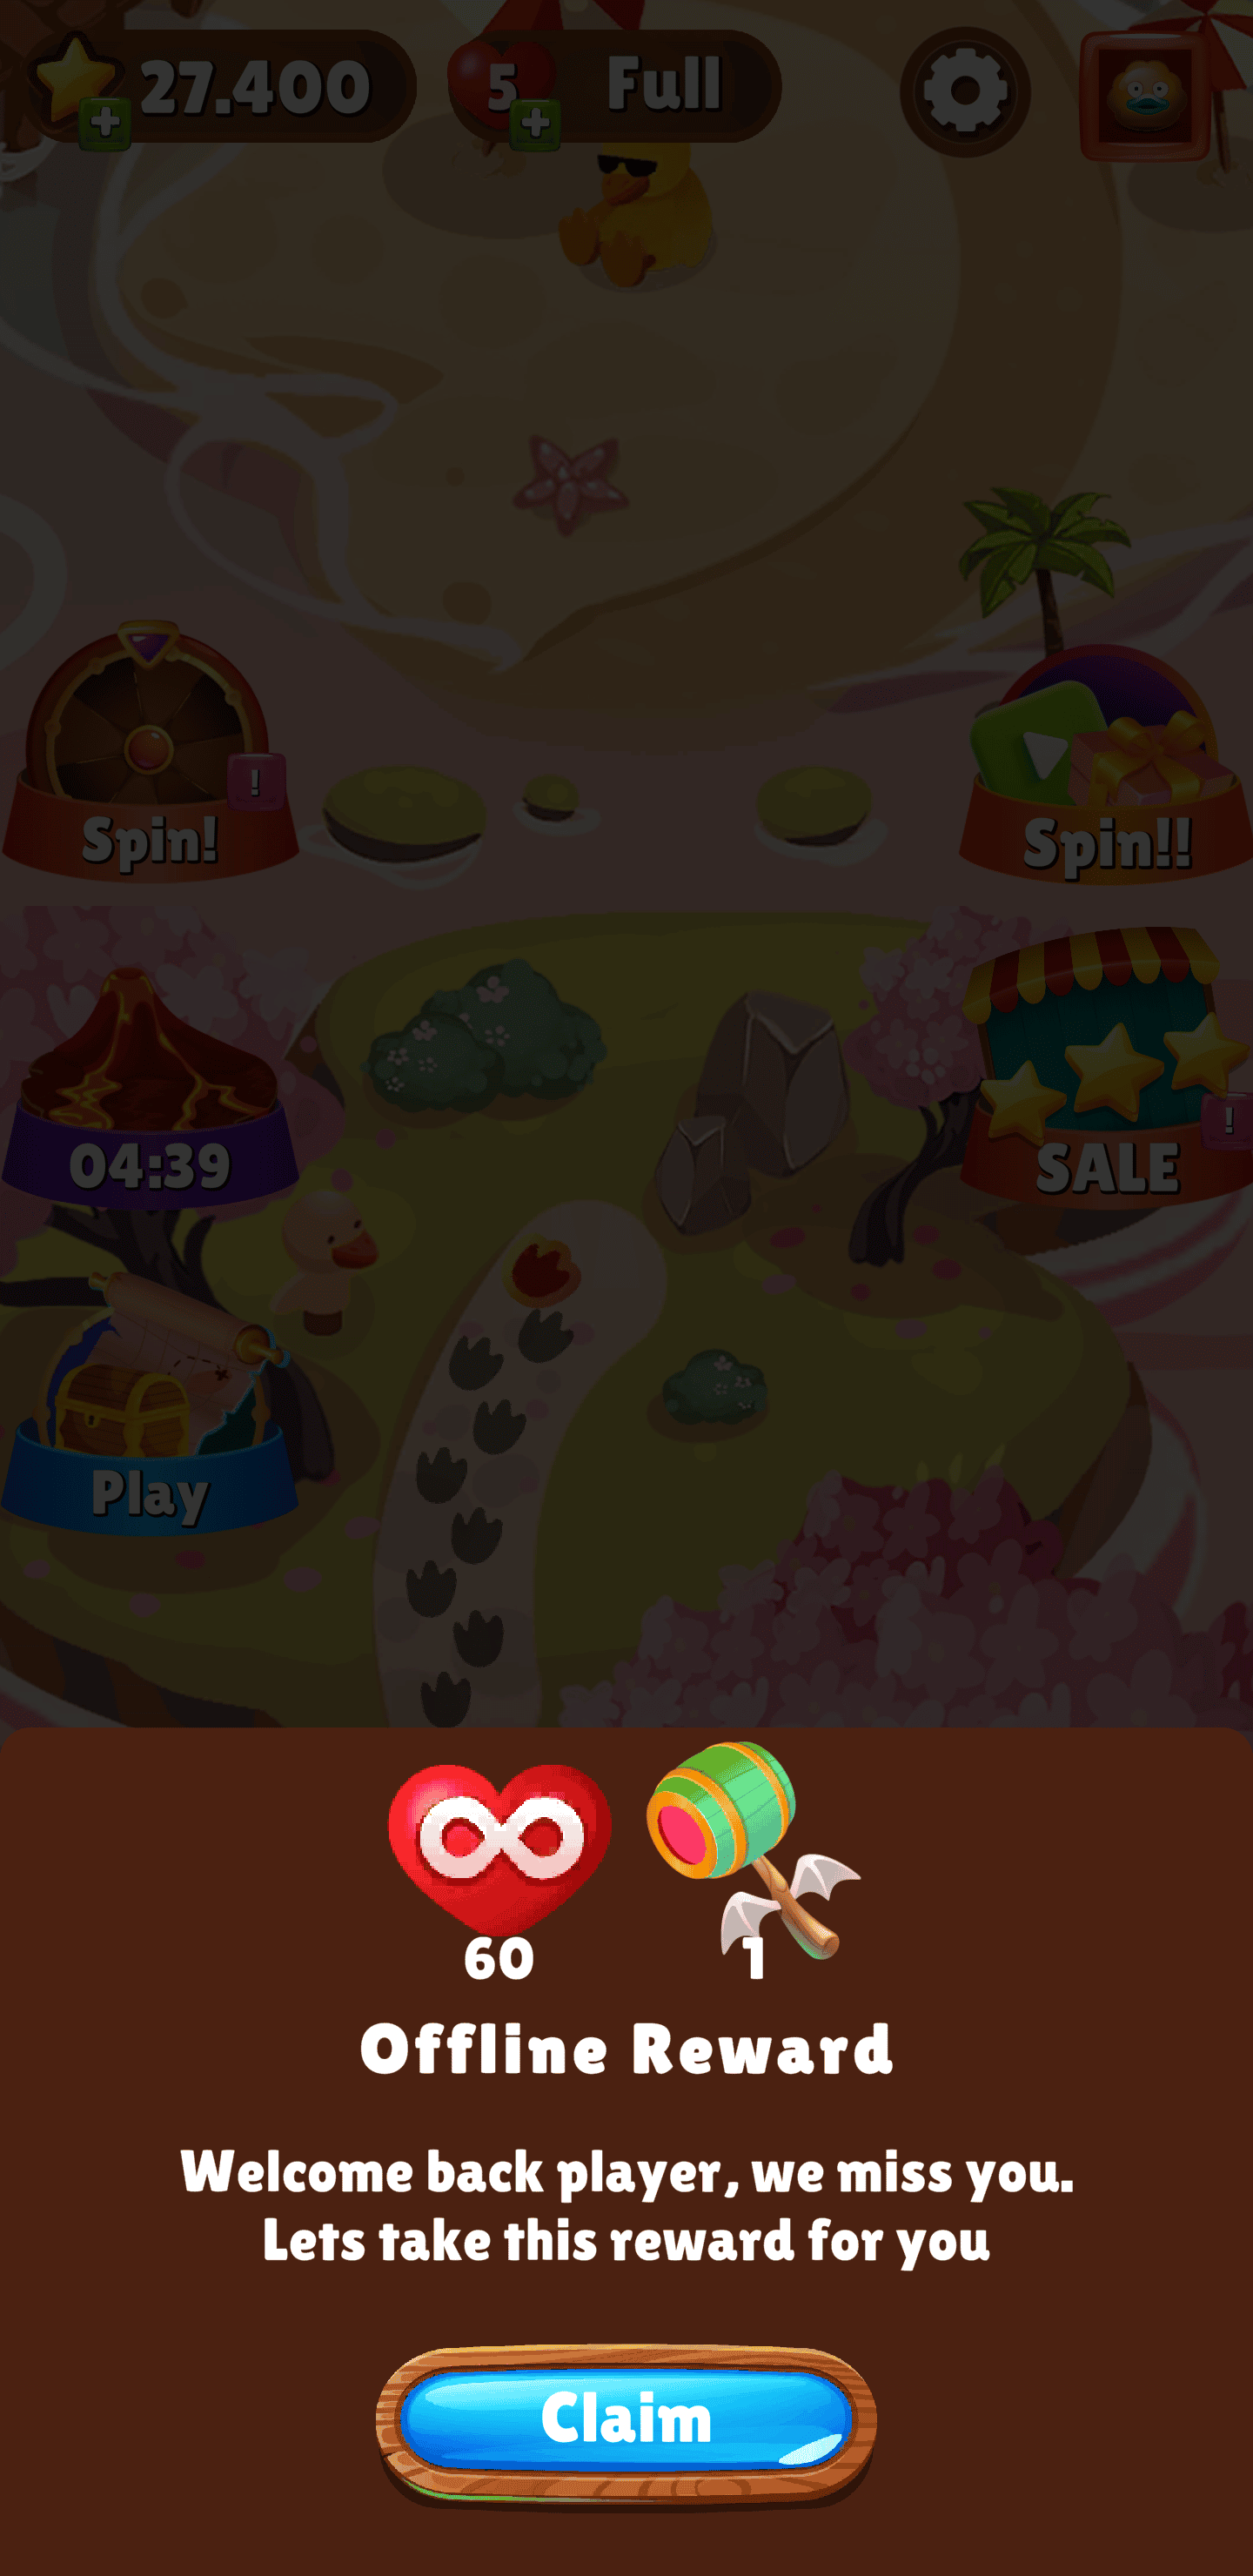 27.400
5
Full
!
Spin!
Spin!!
04:39
!
SALE
Play
60
1
Offline Reward
Welcome back player, we miss you.
Lets take this reward for you
Claim